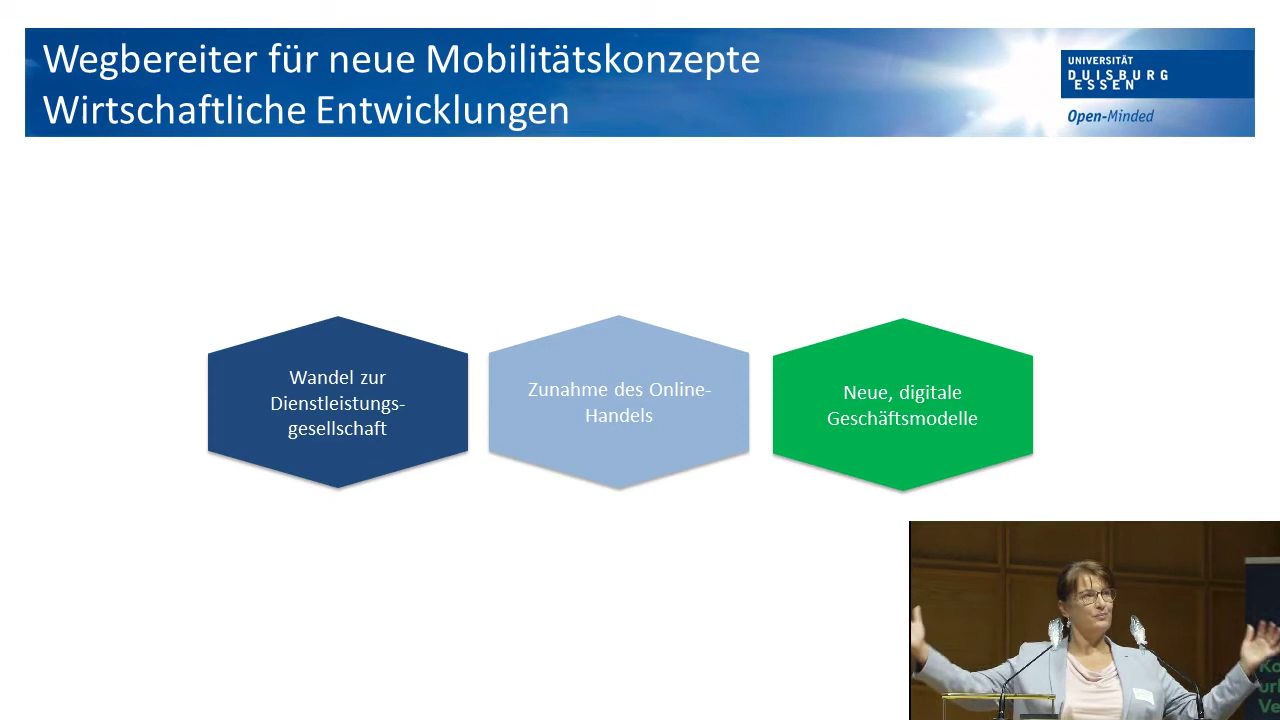 Wegbereiter für neue Mobilitätskonzepte
Wirtschaftliche Entwicklungen
UNIVERSITÄT
DUISBURG
ESSEN
Open-Minded
Wandel zur
Dienstleistungs-
gesellschaft
Zunahme des Online-
Handels
Neue, digitale
Geschäftsmodelle